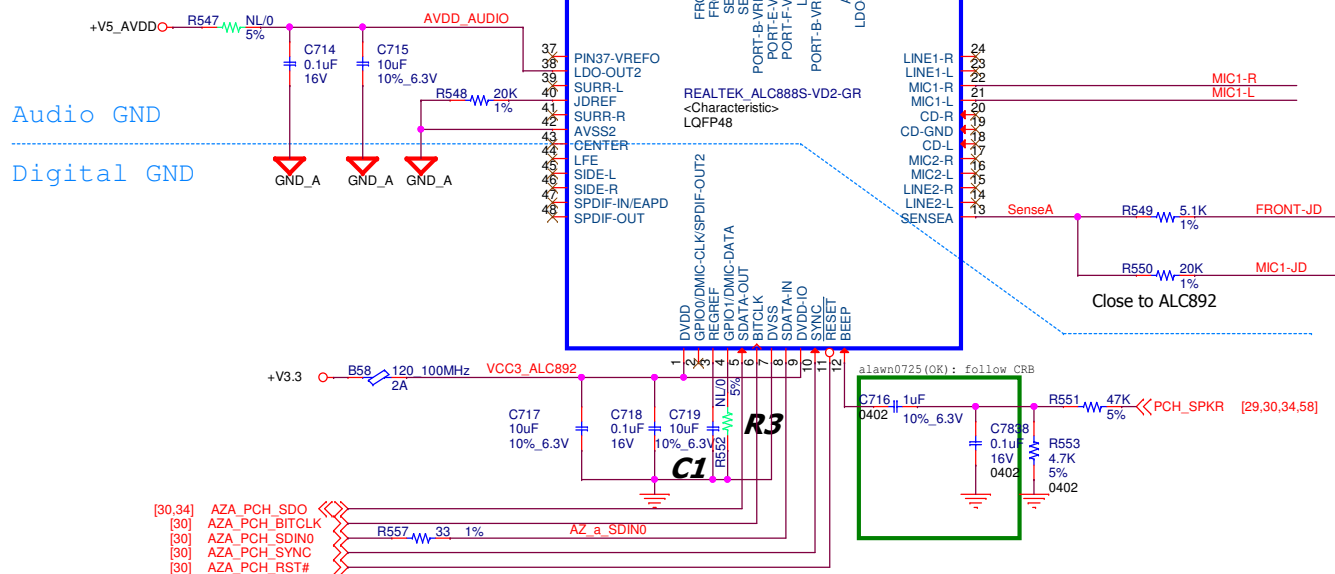 +V5_AVDD
R547
NL/0
5%
AVDD_AUDIO
C714
0.1uF
16V
C715
10uF
10%_6.3V
R548
20K
1%
Audio GND
Digital GND
GND_A
GND_A
GND_A
37
38
39
40
41
42
43
44
45
46
47
48
PIN37-VREFO
LDO-OUT2
SURR-L
JDREF
SURR-R
AVSS2
CENTER
LFE
SIDE-L
SIDE-R
SPDIF-IN/EAPD
SPDIF-OUT
PORT-B-VR
PORT-E-V
PORT-F-V
PORT-B-VR
LDO
REALTEK_ALC888S-VD2-GR
<Characteristic>
LQFP48
LINE1-R
LINE1-L
MIC1-R
MIC1-L
CD-R
CD-GND
CD-L
MIC2-R
MIC2-L
LINE2-R
LINE2-L
SENSEA
24
23
22
21
20
19
18
17
16
15
14
13
MIC1-R
MIC1-L
SenseA
R549
5.1K
1%
FRONT-JD
R550
20K
1%
MIC1-JD
Close to ALC892
DVDD
GPIO0/DMIC-CLK/SPDIF-OUT2
REGREF
GPIO1/DMIC-DATA
SDATA-OUT
BITCLK
DVSS
SDATA-IN
DVDD-IO
SYNC
RESET
BEEP
1
2
3
4
5
6
7
8
9
10
11
12
+V3.3
B58
120_100MHz
2A
VCC3_ALC892
C717
10uF
10%_6.3V
C718
0.1uF
16V
C719
10uF
10%_6.3V
NL/0
5%
R552
R3
C1
alawn0725(OK): follow CRB
C716
0402
1uF
10%_6.3V
C7838
0.1uF
16V
0402
R551
47K
5%
R553
4.7K
5%
0402
PCH_SPKR
[29,30,34,58]
[30,34] AZA_PCH_SDO
[30] AZA_PCH_BITCLK
[30] AZA_PCH_SDIN0
R557
33
1%
AZ_a_SDIN0
[30] AZA_PCH_SYNC
[30] AZA_PCH_RST#